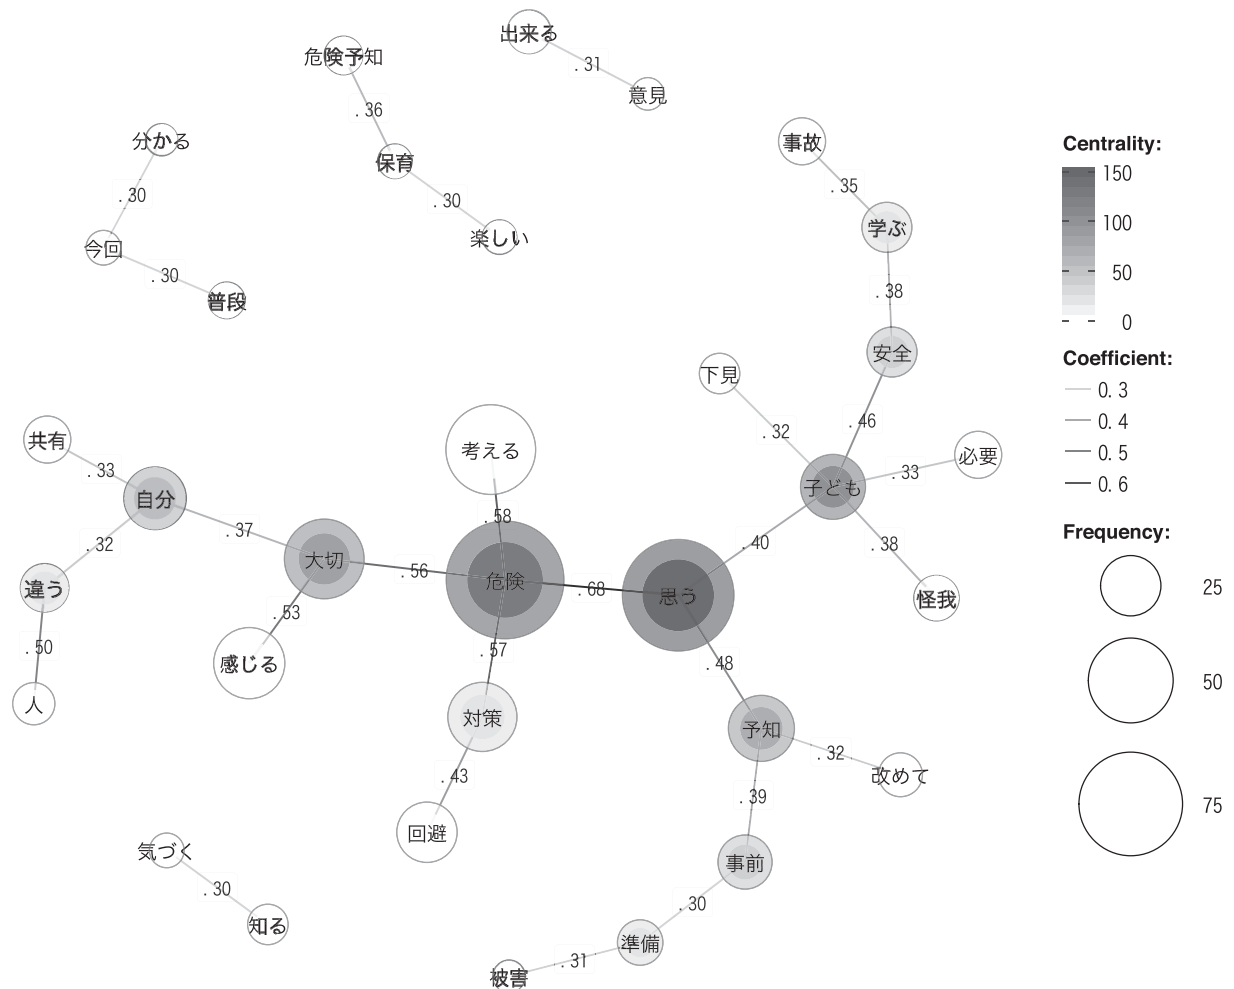 出来る
.31
意見
危険予知
.36
保育
.30
楽しい
分かる
.30
今回
.30
普段
事故
.35
学ぶ
.38
安全
下見
.32
.46
子ども
.33
必要
.38
怪我
.40
共有
.33
自分
.32
違う
.50
人
.37
大切
.53
感じる
.56
考える
.58
危険
.68
思う
.57
対策
.43
回避
.48
予知
.32
改めて
.39
事前
.30
準備
.31
被害
気づく
.30
知る
Centrality:
150
100
50
0
Coefficient:
0.3
0.4
0.5
0.6
Frequency:
25
50
75